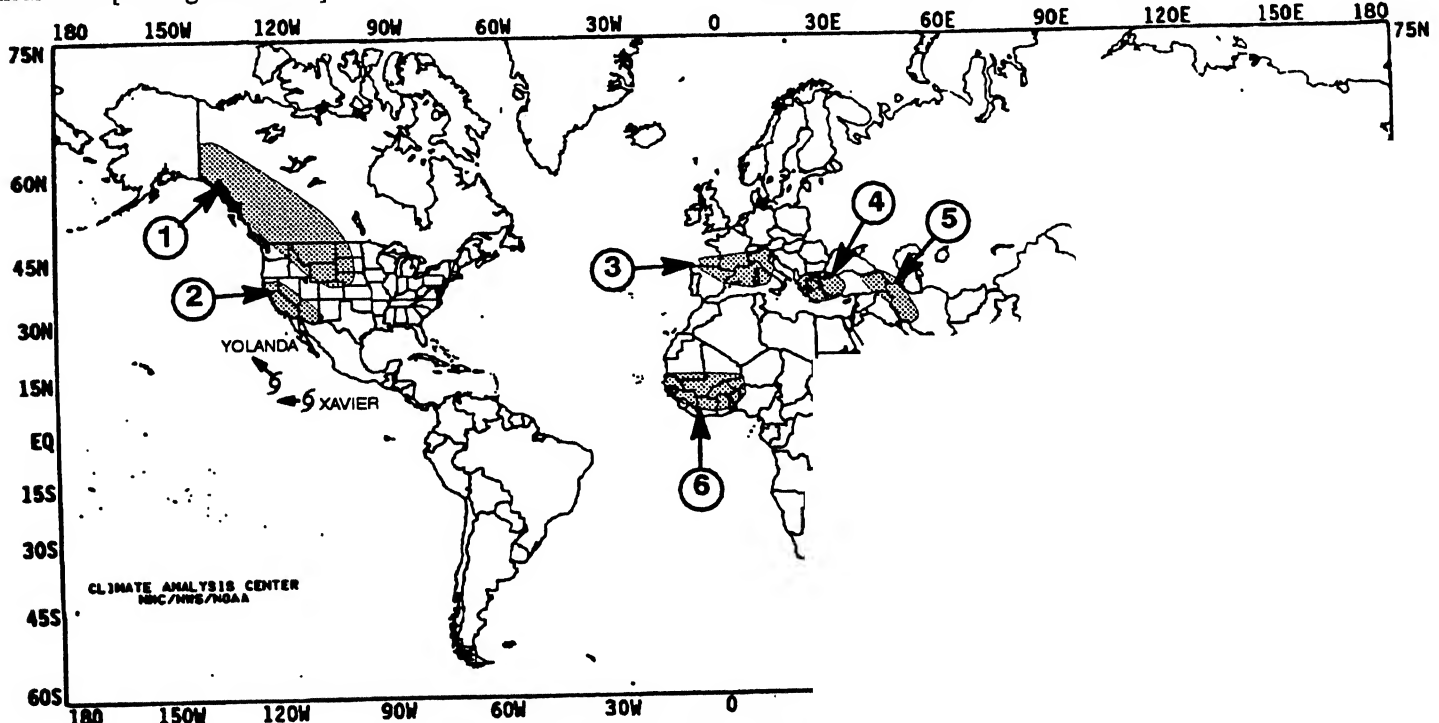 180 150W 120W 90W 60W 30W 0 30E 60E 90E 120E 150E 180
75N 75N
60N
4
5
1
45N
3
2
30N
YOLANDA
15N
XAVIER
EQ
6
15S
30S
CLIMATE ANALYSIS CENTER
NMC/NWS/NOAA
45S
60S
180 150W 120W 90W 60W 30W 0